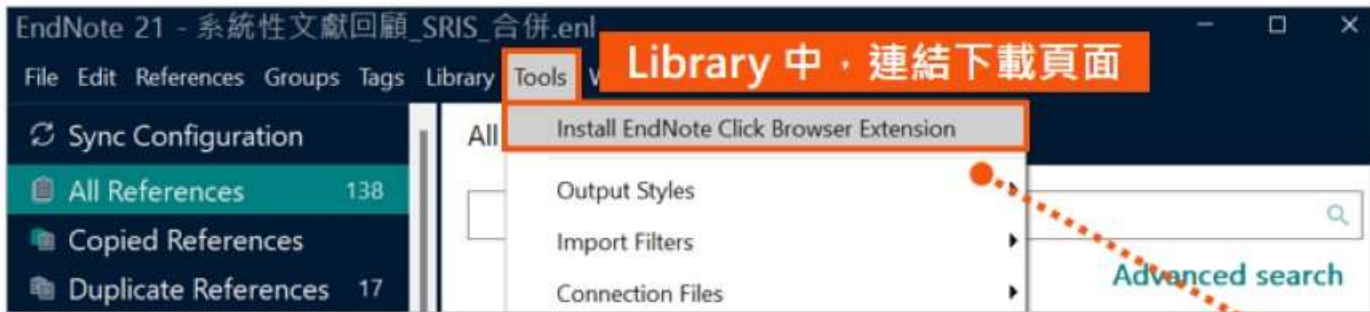 EndNote 21 - 系統性文獻回顧_SRIS_合併.enl
Library 中，連結下載頁面
File Edit References Groups Tags Library Tools
Sync Configuration
All
Install EndNote Click Browser Extension
All References 138
Output Styles
Copied References
Import Filters
Advanced search
Duplicate References 17
Connection Files